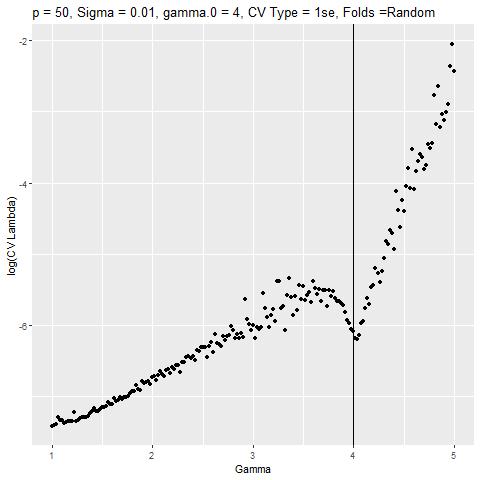 p = 50, Sigma = 0.01, gamma.0 = 4, CV Type = 1se, Folds =Random
log(CV Lambda)
-2
-4
-6
1 2 3 4 5
Gamma